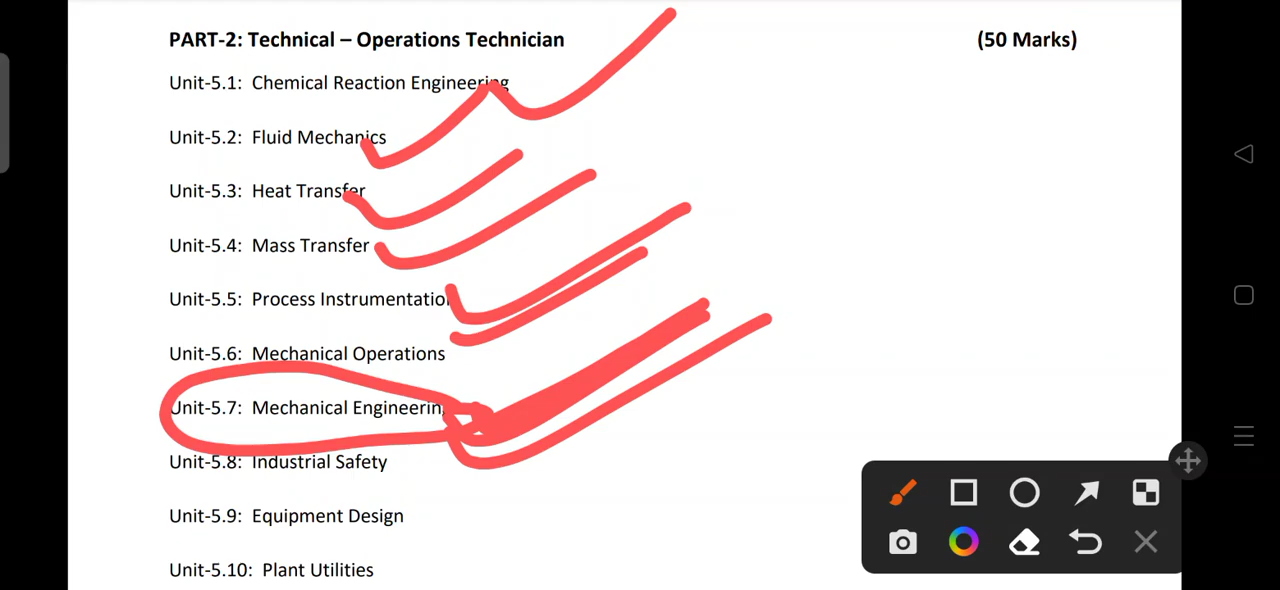 PART-2: Technical – Operations Technician (50 Marks)
Unit-5.1: Chemical Reaction Engineering
Unit-5.2: Fluid Mechanics
Unit-5.3: Heat Transfer
Unit-5.4: Mass Transfer
Unit-5.5: Process Instrumentation
Unit-5.6: Mechanical Operations
Unit-5.7: Mechanical Engineering
Unit-5.8: Industrial Safety
Unit-5.9: Equipment Design
Unit-5.10: Plant Utilities